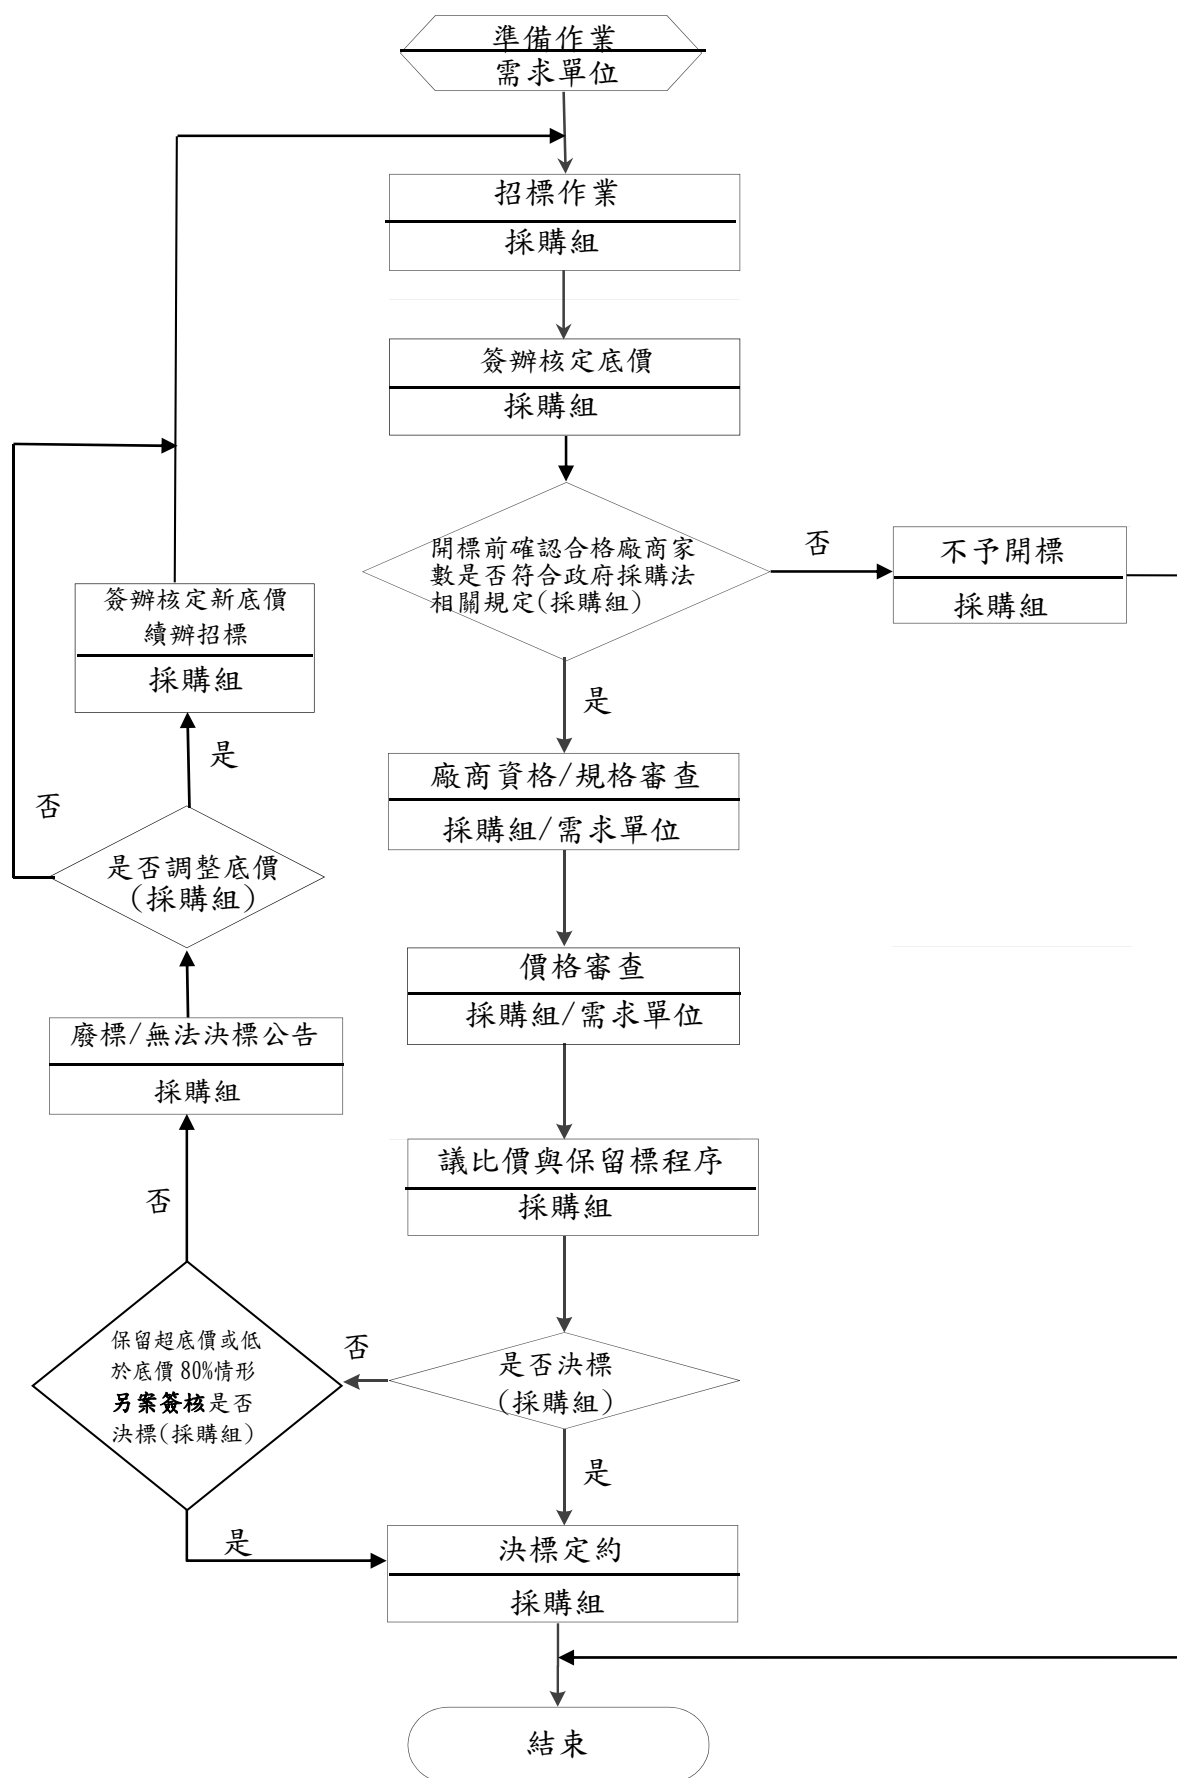 準備作業
需求單位
招標作業
採購組
簽辦核定底價
採購組
開標前確認合格廠商家
數是否符合政府採購法
相關規定(採購組)
否
不予開標
採購組
是
簽辦核定新底價
續辦招標
採購組
是
否
是否調整底價
(採購組)
廠商資格/規格審查
採購組/需求單位
價格審查
採購組/需求單位
廢標/無法決標公告
採購組
否
議比價與保留標程序
採購組
保留超底價或低
於底價 80%情形
另案簽核是否
決標(採購組)
否
是否決標
(採購組)
是
是
決標定約
採購組
結束